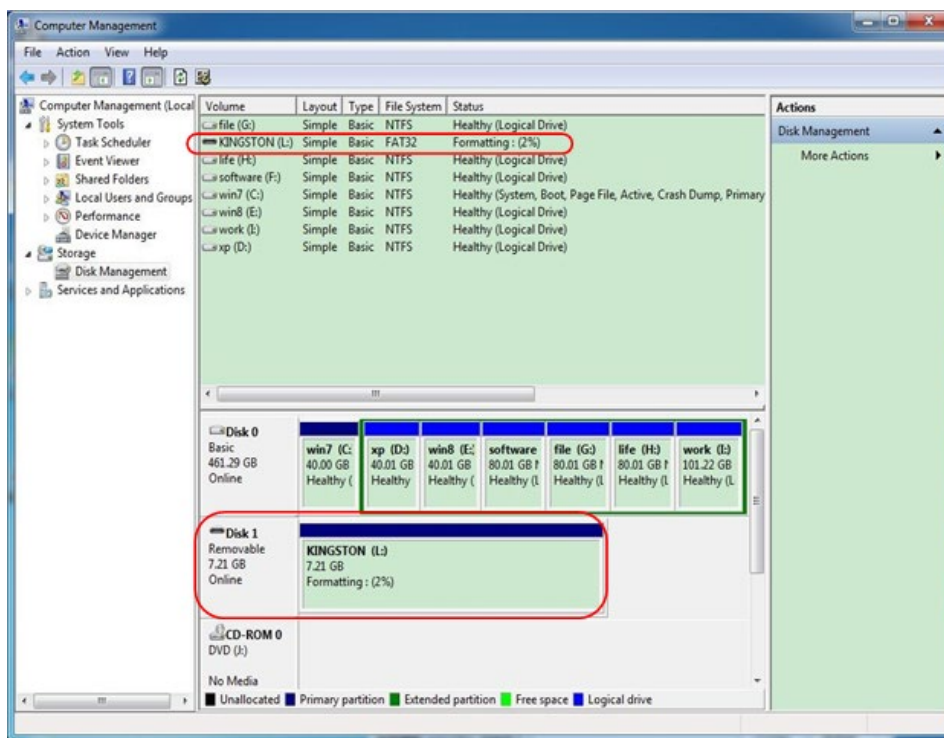 Computer Management
File Action View Help
Computer Management (Local
System Tools
Task Scheduler
Event Viewer
Shared Folders
Local Users and Groups
Performance
Device Manager
Storage
Disk Management
Services and Applications
Volume Layout Type File System Status
file (G:) Simple Basic NTFS Healthy (Logical Drive)
KINGSTON (L:) Simple Basic FAT32 Formatting : (2%)
life (H:) Simple Basic NTFS Healthy (Logical Drive)
software (F:) Simple Basic NTFS Healthy (Logical Drive)
win7 (C:) Simple Basic NTFS Healthy (System, Boot, Page File, Active, Crash Dump, Primary
win8 (E:) Simple Basic NTFS Healthy (Logical Drive)
work (I:) Simple Basic NTFS Healthy (Logical Drive)
xp (D:) Simple Basic NTFS Healthy (Logical Drive)
Actions
Disk Management
More Actions
Disk 0
Basic
461.29 GB
Online
win7 (C: xp (D:) win8 (E: software file (G:) life (H:) work (I:)
40.00 GB 40.01 GB 40.01 GB 80.01 GB 80.01 GB 80.01 GB 101.22 GB
Healthy ( Healthy Healthy ( Healthy (L Healthy (L Healthy (L Healthy (L
Disk 1
Removable
7.21 GB
Online
KINGSTON (L:)
7.21 GB
Formatting : (2%)
CD-ROM 0
DVD (J:)
No Media
Unallocated Primary partition Extended partition Free space Logical drive